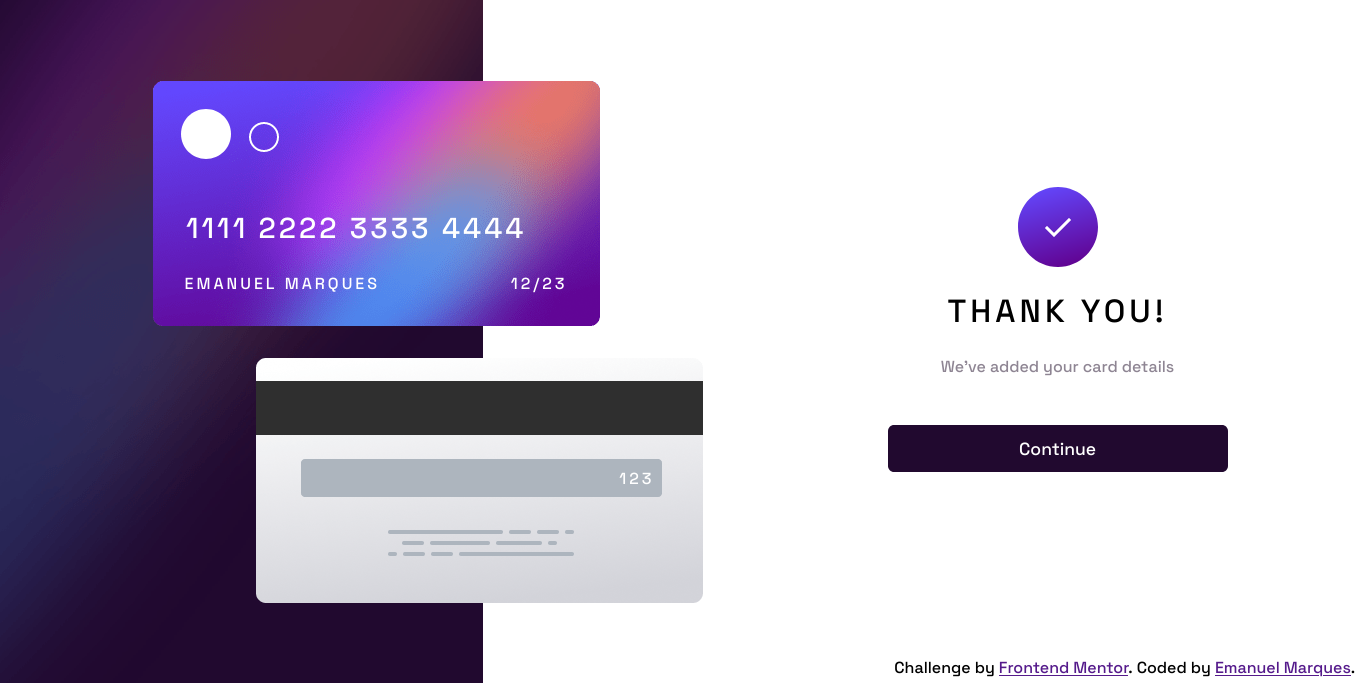 1111 2222 3333 4444
EMANUEL MARQUES 12/23
123
THANK YOU!
We've added your card details
Continue
Challenge by Frontend Mentor. Coded by Emanuel Marques.